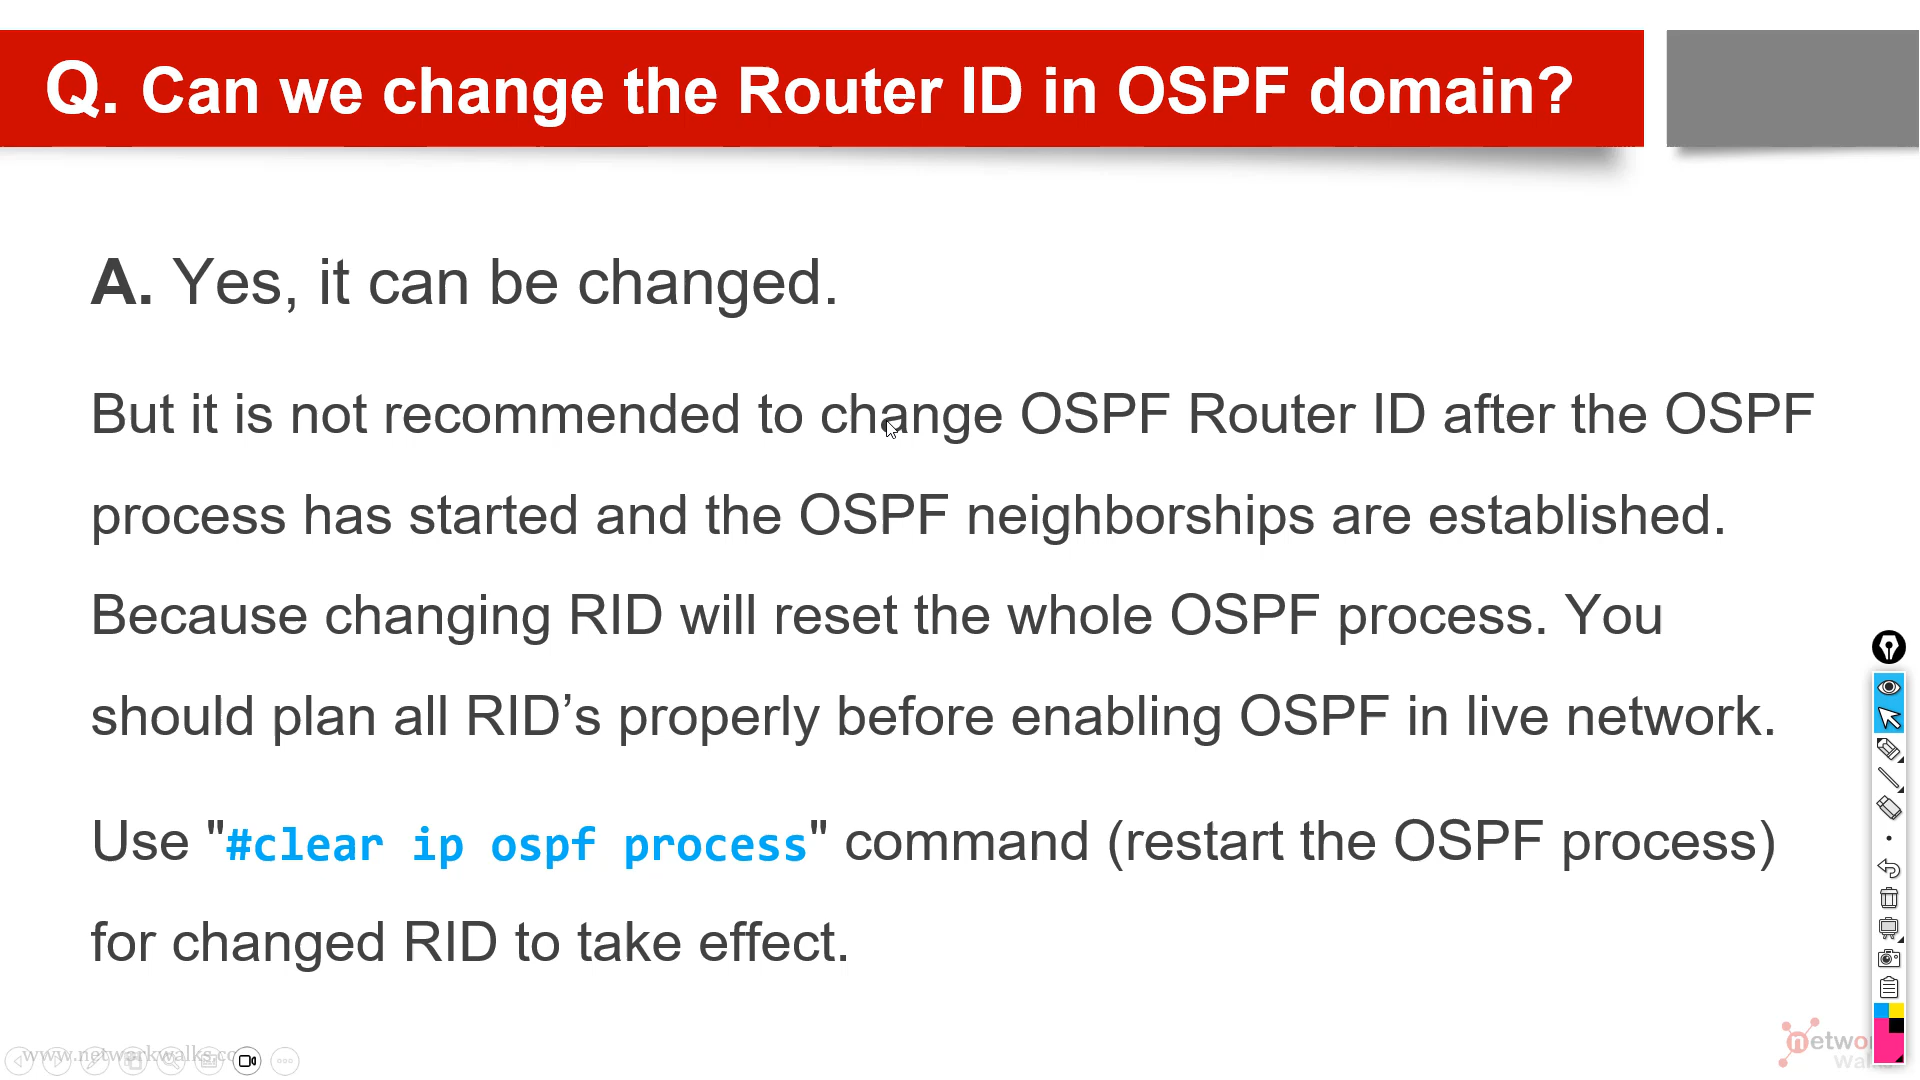 Q. Can we change the Router ID in OSPF domain?
A. Yes, it can be changed.
But it is not recommended to change OSPF Router ID after the OSPF
process has started and the OSPF neighborships are established.
Because changing RID will reset the whole OSPF process. You
should plan all RID’s properly before enabling OSPF in live network.
Use "#clear ip ospf process" command (restart the OSPF process)
for changed RID to take effect.
www.networkwalks.co